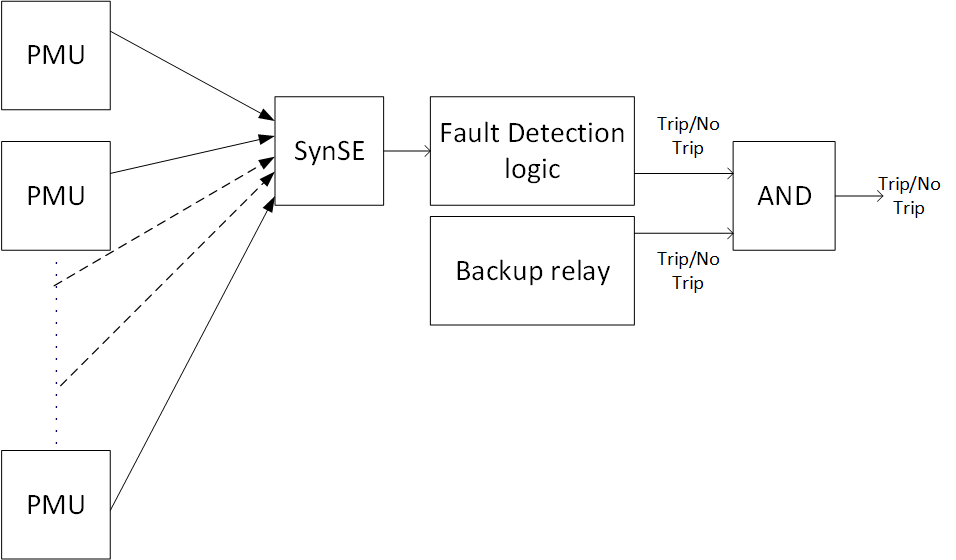 PMU
PMU
PMU
SynSE
Fault Detection
logic
Backup relay
Trip/No
Trip
Trip/No
Trip
AND
Trip/No
Trip